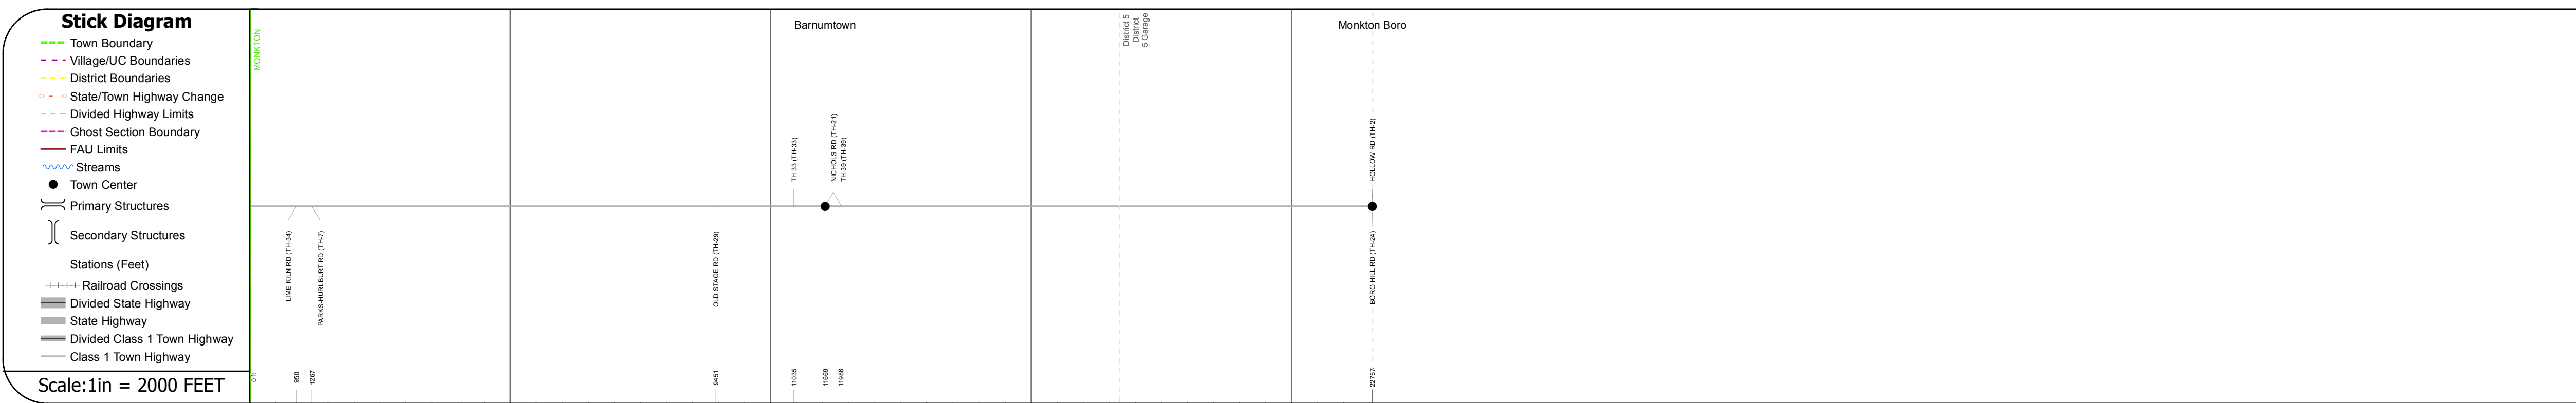 Stick Diagram
Town Boundary
Village/UC Boundaries
District Boundaries
State/Town Highway Change
Divided Highway Limits
Ghost Section Boundary
FAU Limits
Streams
Town Center
Primary Structures
Secondary Structures
Stations (Feet)
Railroad Crossings
Divided State Highway
State Highway
Divided Class 1 Town Highway
Class 1 Town Highway
Scale:1in = 2000 FEET
MONKTON
Barnumtown
District 5
District
5 Garage
Monkton Boro
TH 33 (TH-33)
NICHOLS RD (TH-21)
TH 39 (TH-39)
HOLLOW RD (TH-2)
LIME KILN RD (TH-34)
PARKS-HURLBURT RD (TH-7)
OLD STAGE RD (TH-29)
BORO HILL RD (TH-24)
0 ft
950
1267
9451
11035
11669
11986
22757